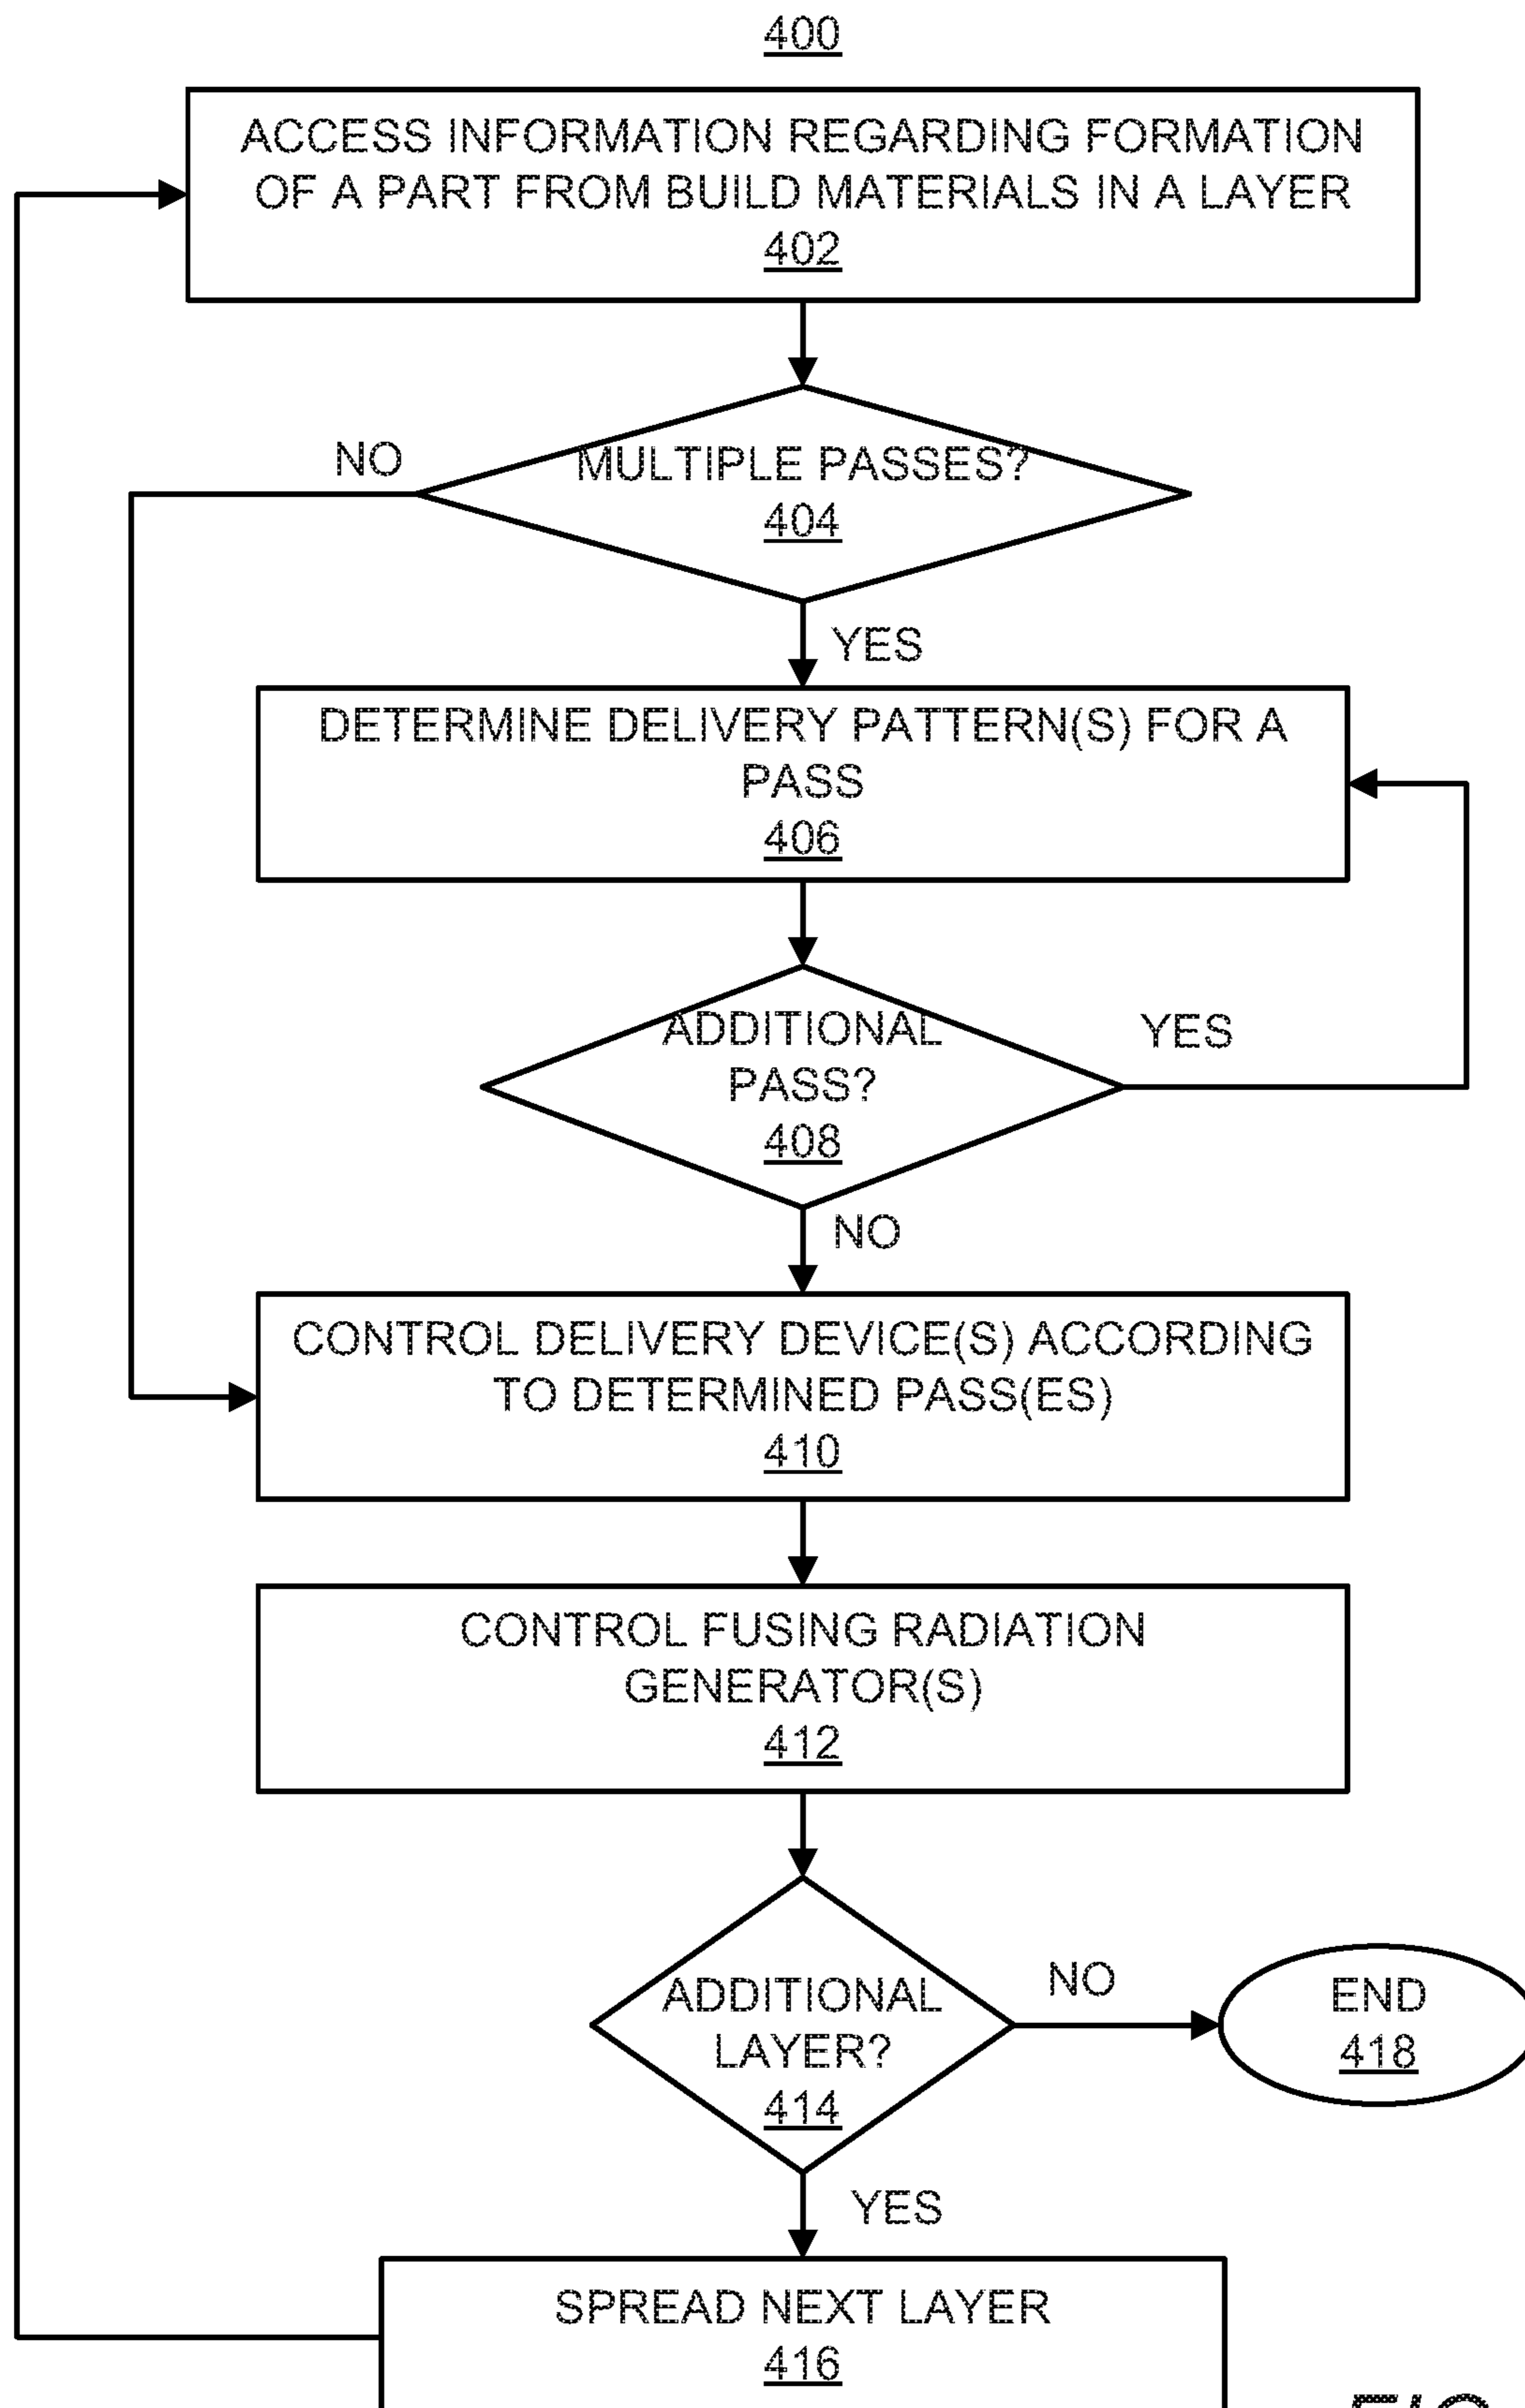 400
ACCESS INFORMATION REGARDING FORMATION
OF A PART FROM BUILD MATERIALS IN A LAYER
402
NO
MULTIPLE PASSES?
404
YES
DETERMINE DELIVERY PATTERN(S) FOR A
PASS
406
ADDITIONAL
PASS?
408
YES
NO
CONTROL DELIVERY DEVICE(S) ACCORDING
TO DETERMINED PASS(ES)
410
CONTROL FUSING RADIATION
GENERATOR(S)
412
ADDITIONAL
LAYER?
414
NO
END
418
YES
SPREAD NEXT LAYER
416